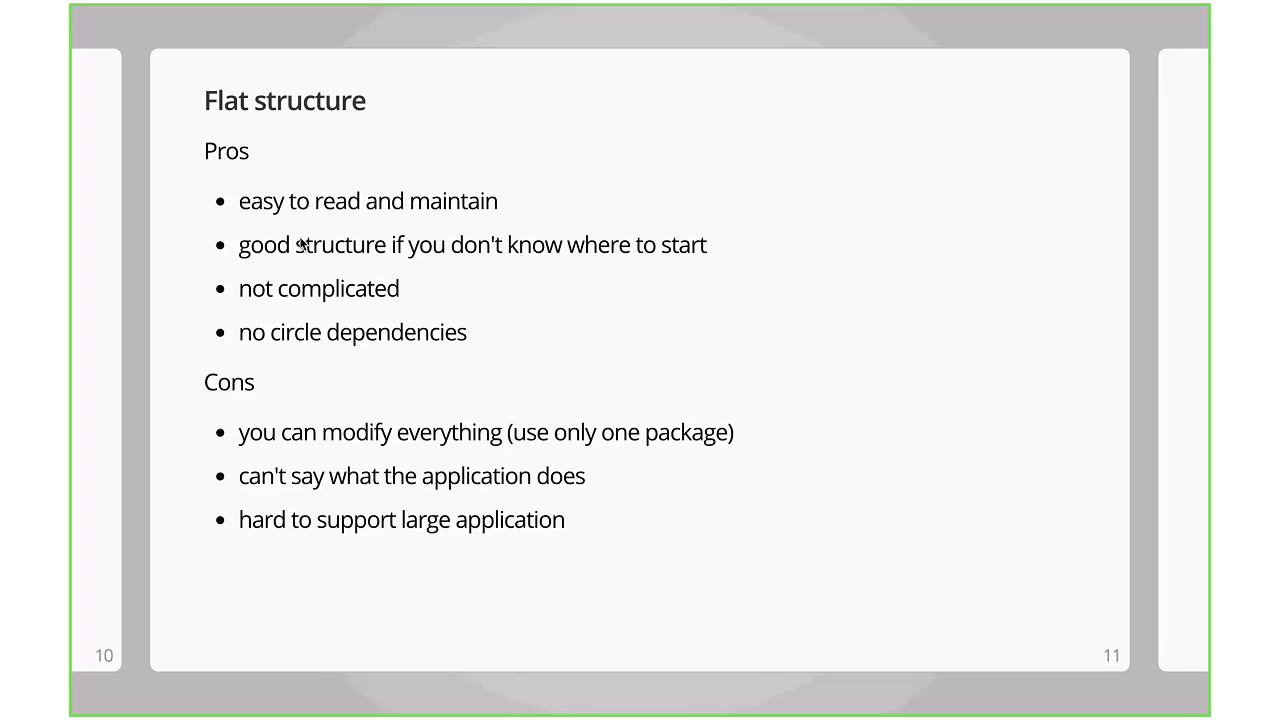 Flat structure
Pros
easy to read and maintain
good structure if you don't know where to start
not complicated
no circle dependencies
Cons
you can modify everything (use only one package)
can't say what the application does
hard to support large application
10
11